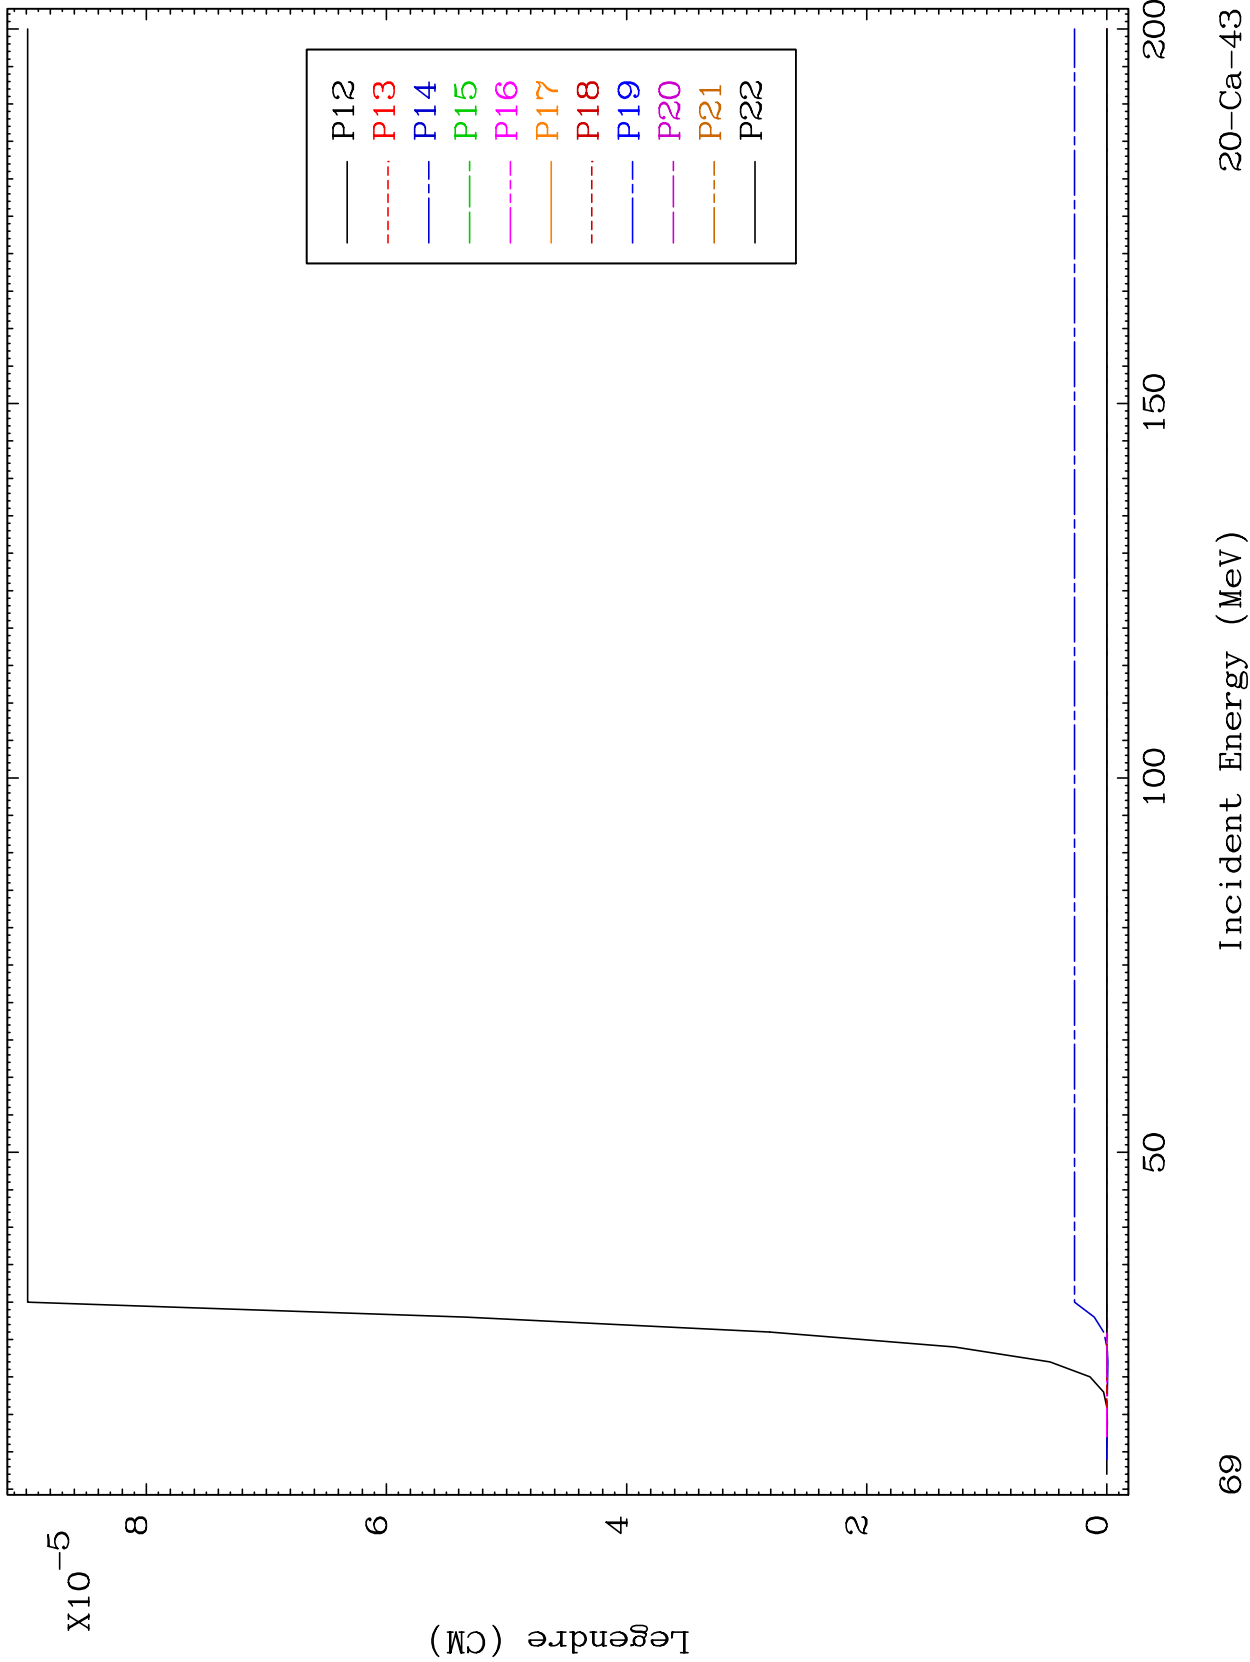 X10^-5
8
6
4
2
0
Legendre (CM)
P12
P13
P14
P15
P16
P17
P18
P19
P20
P21
P22
50
100
150
200
Incident Energy (MeV)
69
20-Ca-43